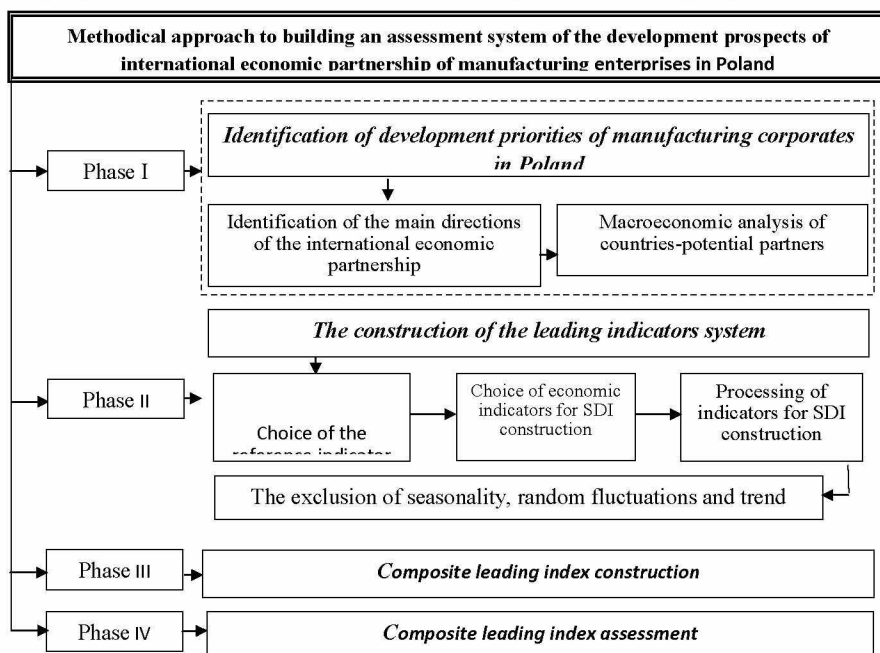 Methodical approach to building an assessment system of the development prospects of
international economic partnership of manufacturing enterprises in Poland
Phase I
Identification of development priorities of manufacturing corporates
in Poland
Identification of the main directions
of the international economic
partnership
Macroeconomic analysis of
countries-potential partners
The construction of the leading indicators system
Phase II
Choice of the
reference indicator
Choice of economic
indicators for SDI
construction
Processing of
indicators for SDI
construction
The exclusion of seasonality, random fluctuations and trend
Phase III
Composite leading index construction
Phase IV
Composite leading index assessment